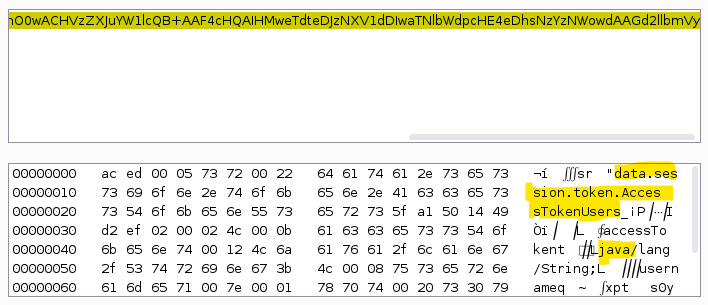 nO0wACHVzZXJuYW1lcQB+AAF4cHQAIHMweTdteDJzNXV1dDIwaTNlbWdpcHE4eDhsNzYzNWowdAAGd2llbmVy
00000000 ac ed 00 05 73 72 00 22 64 61 74 61 2e 73 65 73 ¬í sr "data.ses
00000010 73 69 6f 6e 2e 74 6f 6b 65 6e 2e 41 63 63 65 73 sion.token.Acces
00000020 73 54 6f 6b 65 6e 55 73 65 72 73 5f a1 50 14 49 sTokenUsers_¡P I
00000030 d2 ef 02 00 02 4c 00 0b 61 63 63 65 73 73 54 6f Òï L accessTo
00000040 6b 65 6e 74 00 12 4c 6a 61 76 61 2f 6c 61 6e 67 kent Ljava/lang
00000050 2f 53 74 72 69 6e 67 3b 4c 00 08 75 73 65 72 6e /String;L usern
00000060 61 6d 65 71 00 7e 00 01 78 70 74 00 20 73 30 79 ameq ~ xpt s0y